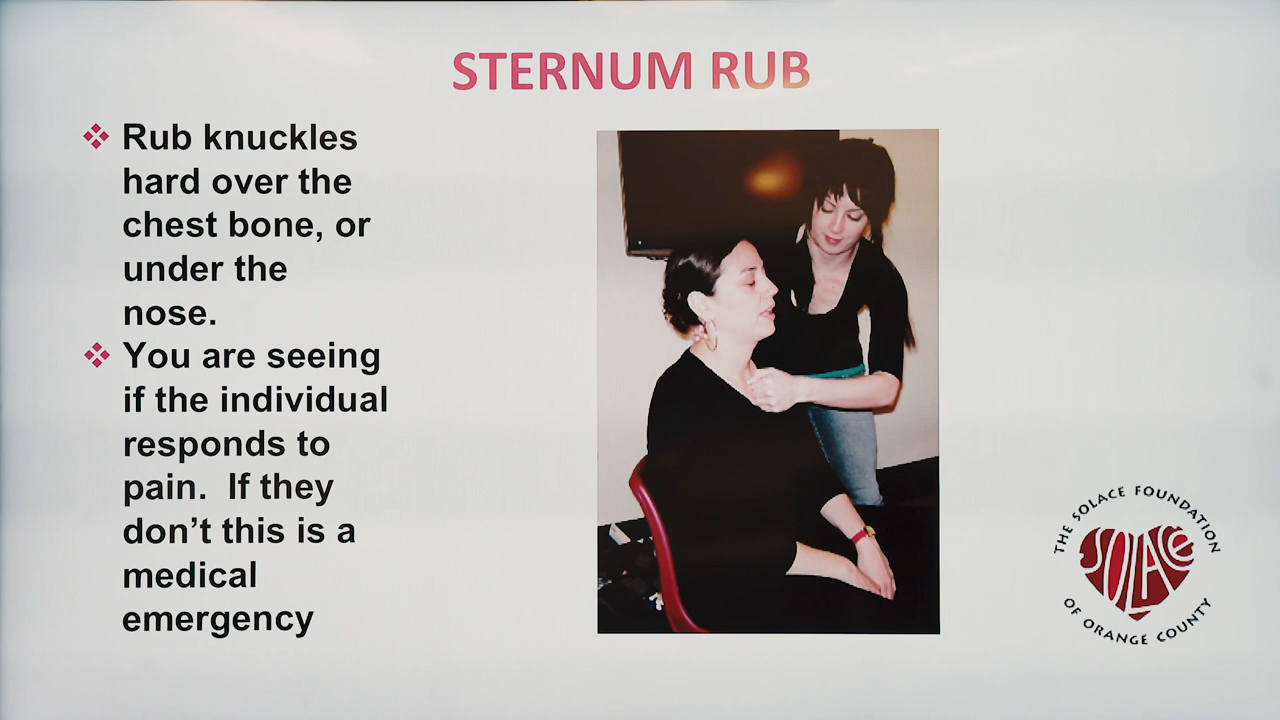 STERNUM RUB
❖ Rub knuckles
hard over the
chest bone, or
under the
nose.
❖ You are seeing
if the individual
responds to
pain.  If they
don’t this is a
medical
emergency
THE SOLACE FOUNDATION
SOLACE
OF ORANGE COUNTY